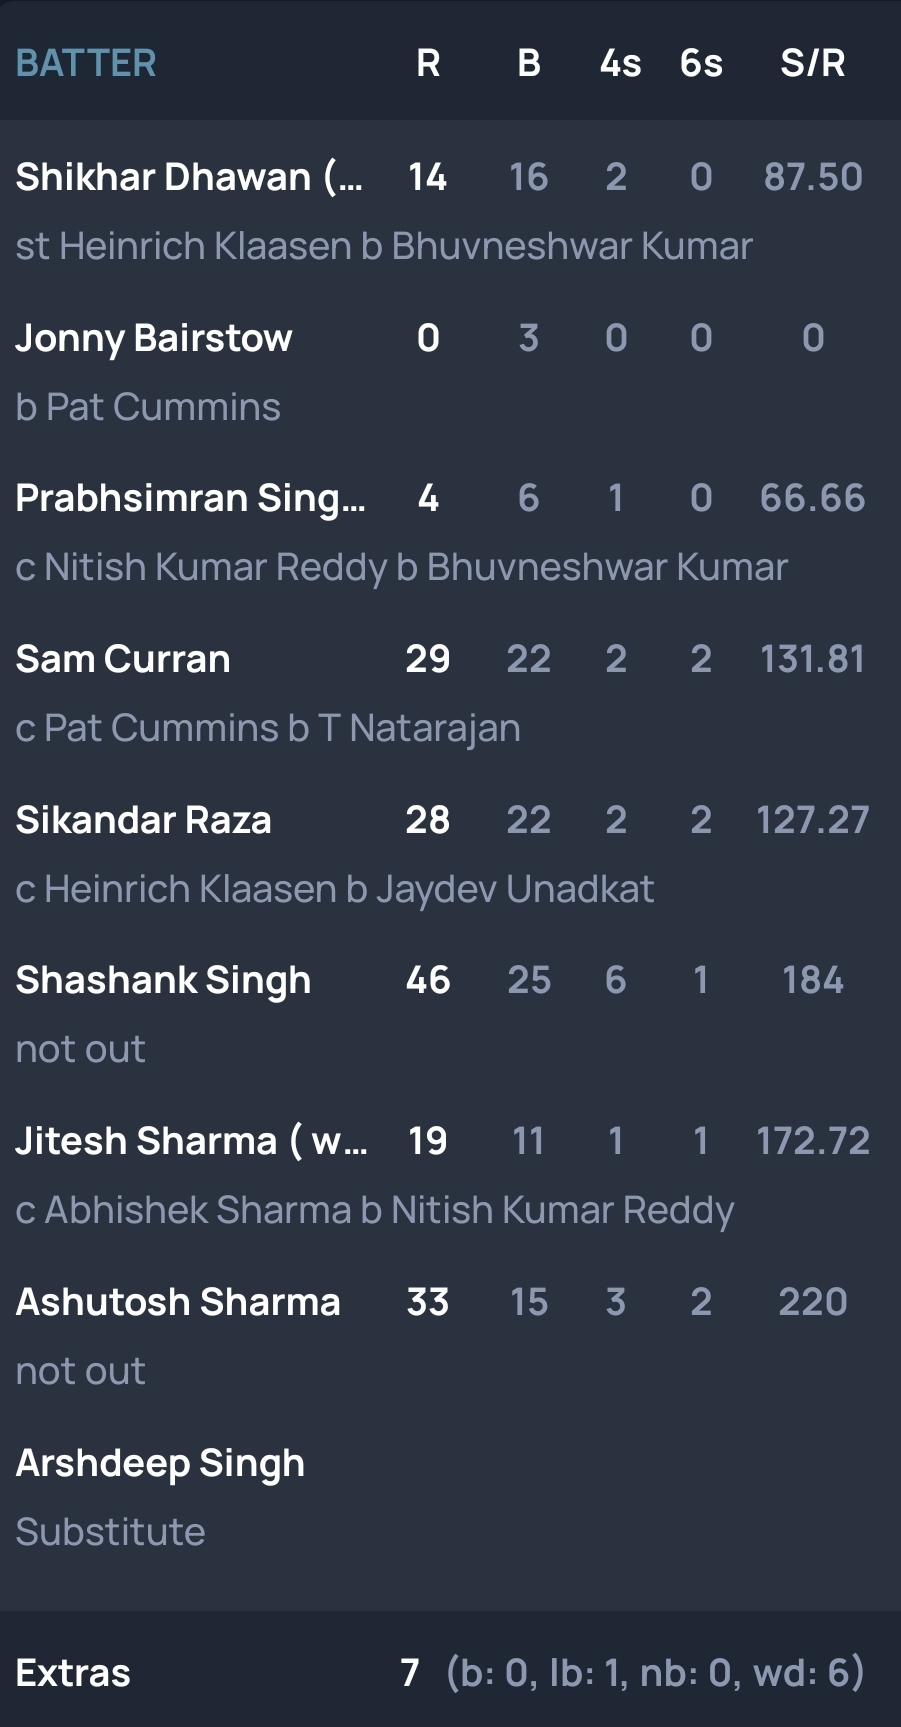 BATTER R B 4s 6s S/R
Shikhar Dhawan (... 14 16 2 0 87.50
st Heinrich Klaasen b Bhuvneshwar Kumar
Jonny Bairstow 0 3 0 0 0
b Pat Cummins
Prabhsimran Sing... 4 6 1 0 66.66
c Nitish Kumar Reddy b Bhuvneshwar Kumar
Sam Curran 29 22 2 2 131.81
c Pat Cummins b T Natarajan
Sikandar Raza 28 22 2 2 127.27
c Heinrich Klaasen b Jaydev Unadkat
Shashank Singh 46 25 6 1 184
not out
Jitesh Sharma ( w... 19 11 1 1 172.72
c Abhishek Sharma b Nitish Kumar Reddy
Ashutosh Sharma 33 15 3 2 220
not out
Arshdeep Singh
Substitute
Extras 7 (b: 0, lb: 1, nb: 0, wd: 6)